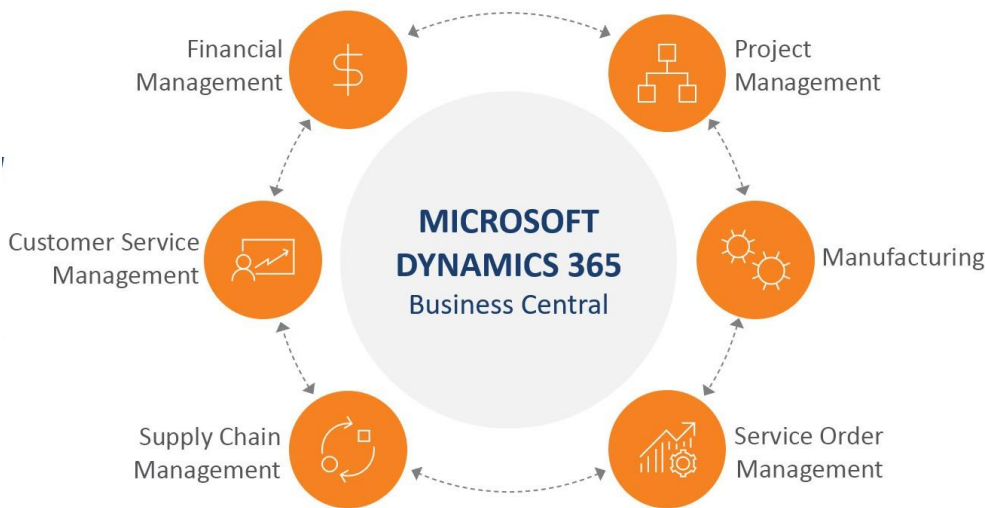 Financial
Management
Project
Management
Customer Service
Management
MICROSOFT
DYNAMICS 365
Business Central
Manufacturing
Supply Chain
Management
Service Order
Management